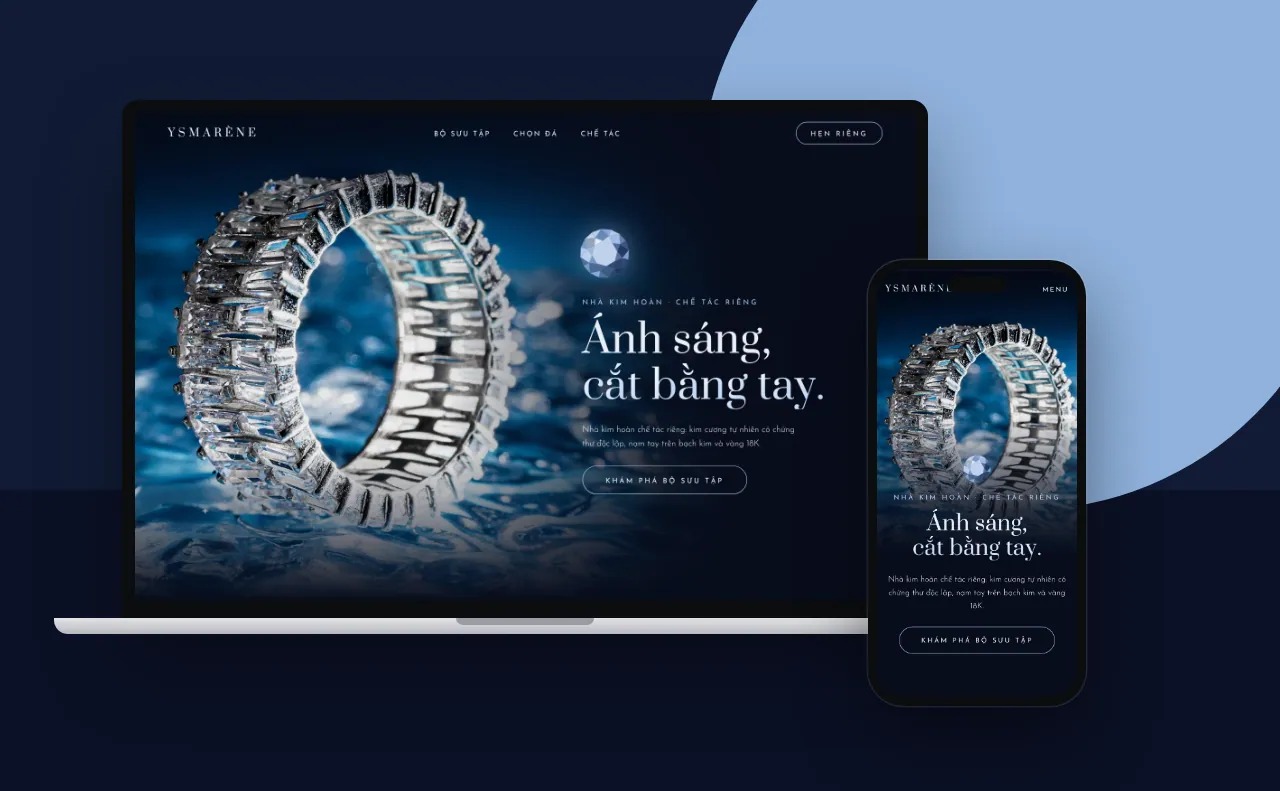 YSMARÈNE
BỘ SƯU TẬP
CHỌN ĐÁ
CHẾ TÁC
HẸN RIÊNG
NHÀ KIM HOÀN · CHẾ TÁC RIÊNG
Ánh sáng,
cắt bằng tay.
Nhà kim hoàn chế tác riêng: kim cương tự nhiên có chứng
thư độc lập, nạm tay trên bạch kim và vàng 18K.
KHÁM PHÁ BỘ SƯU TẬP
YSMARÈN
MENU
NHÀ KIM HOÀN · CHẾ TÁC RIÊNG
Ánh sáng,
cắt bằng tay.
Nhà kim hoàn chế tác riêng: kim cương tự nhiên có
chứng thư độc lập, nạm tay trên bạch kim và vàng
18K.
KHÁM PHÁ BỘ SƯU TẬP